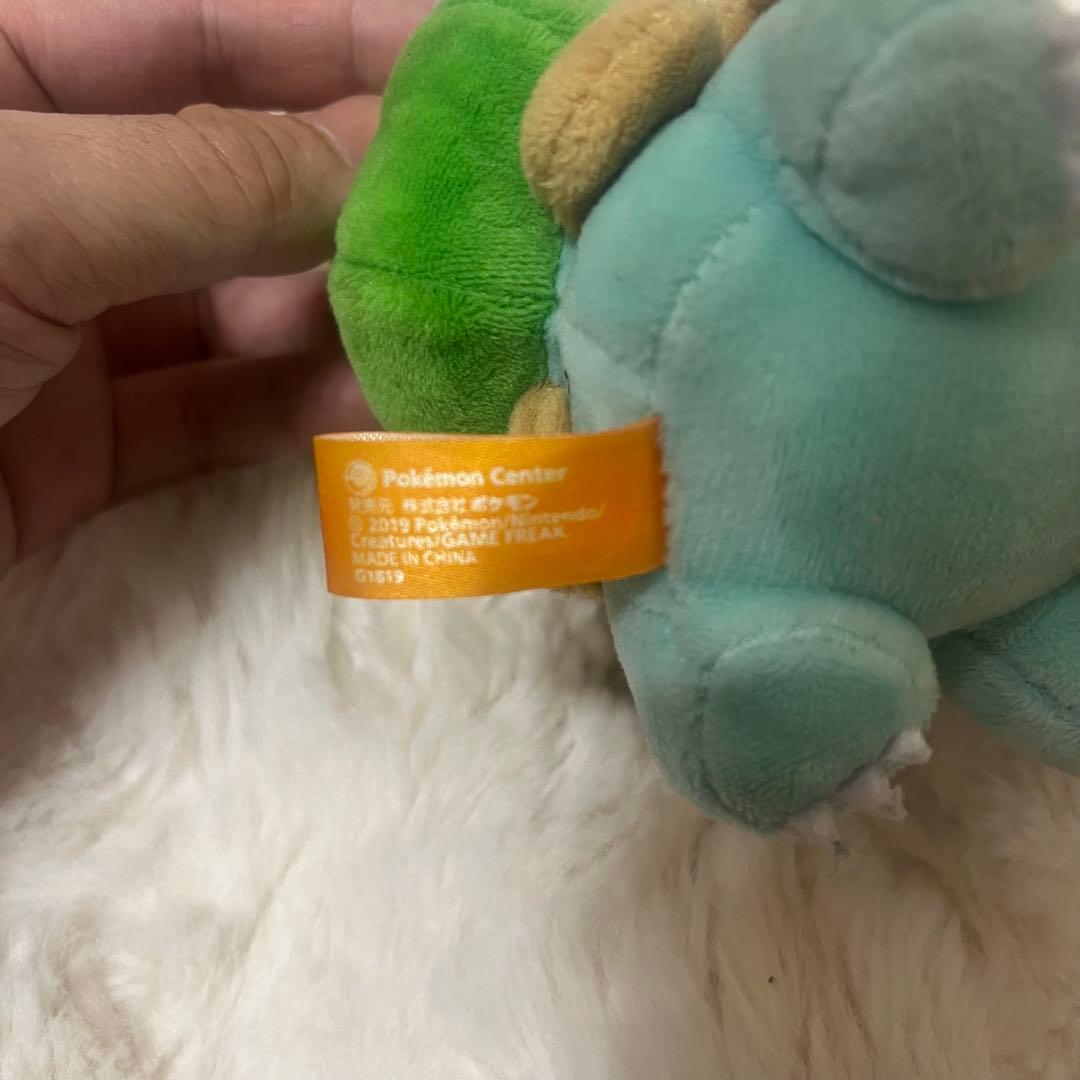 Pokémon Center
発売元 株式会社ポケモン
© 2019 Pokémon/Nintendo/
Creatures/GAME FREAK.
MADE IN CHINA
G1819